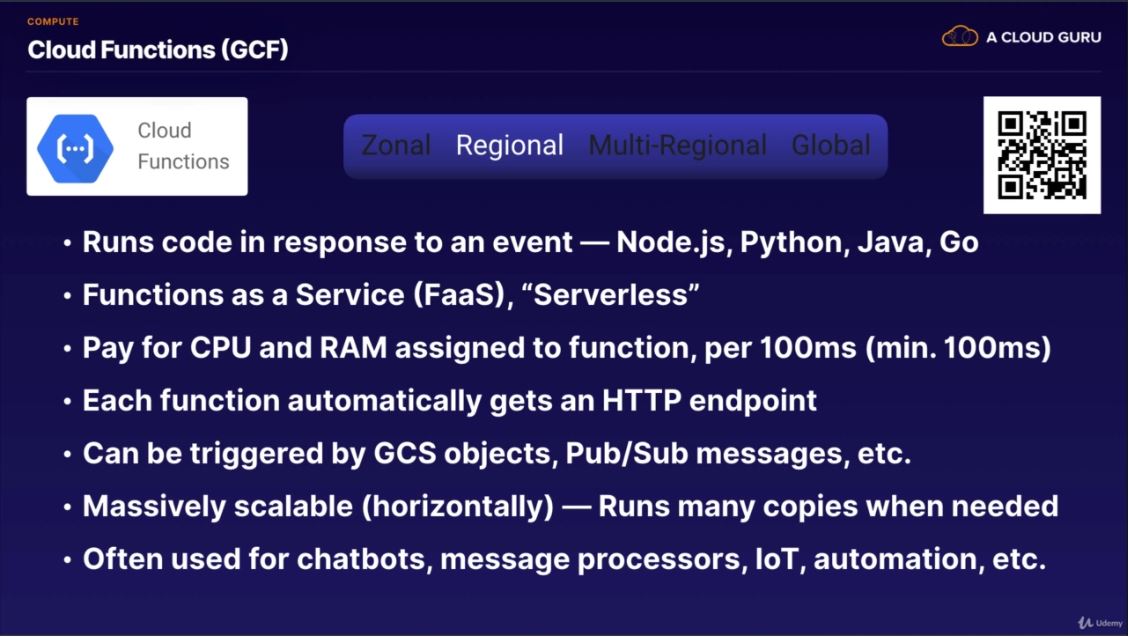 COMPUTE
Cloud Functions (GCF)
A CLOUD GURU
Cloud
Functions
Zonal Regional Multi-Regional Global
• Runs code in response to an event — Node.js, Python, Java, Go
• Functions as a Service (FaaS), “Serverless”
• Pay for CPU and RAM assigned to function, per 100ms (min. 100ms)
• Each function automatically gets an HTTP endpoint
• Can be triggered by GCS objects, Pub/Sub messages, etc.
• Massively scalable (horizontally) — Runs many copies when needed
• Often used for chatbots, message processors, IoT, automation, etc.
Udemy